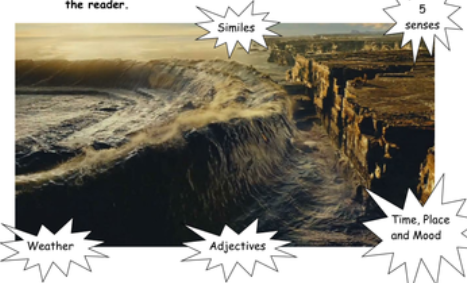 the reader.
Similes
5
senses
Time, Place
and Mood
Weather
Adjectives